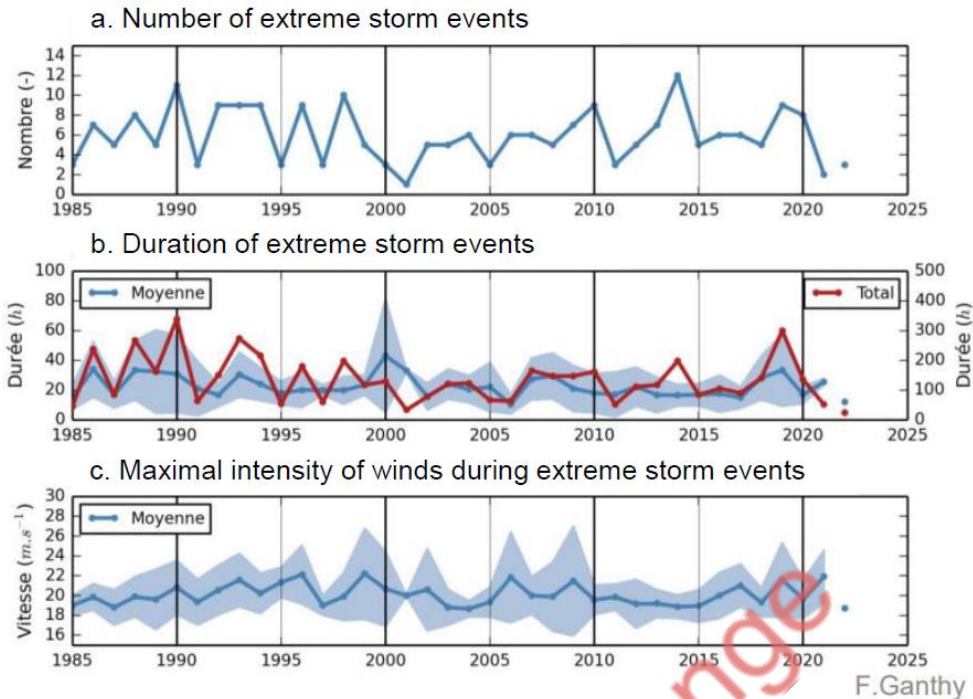 a. Number of extreme storm events
Nombre (-)
14
12
10
8
6
4
2
0
1985 1990 1995 2000 2005 2010 2015 2020 2025
b. Duration of extreme storm events
Durée (h)
100
80
60
40
20
0
Moyenne
Total
500
400
300
200
100
0
Durée (h)
1985 1990 1995 2000 2005 2010 2015 2020 2025
c. Maximal intensity of winds during extreme storm events
Vitesse (m.s⁻¹)
30
28
26
24
22
20
18
16
Moyenne
1985 1990 1995 2000 2005 2010 2015 2020 2025
nge
F.Ganthy